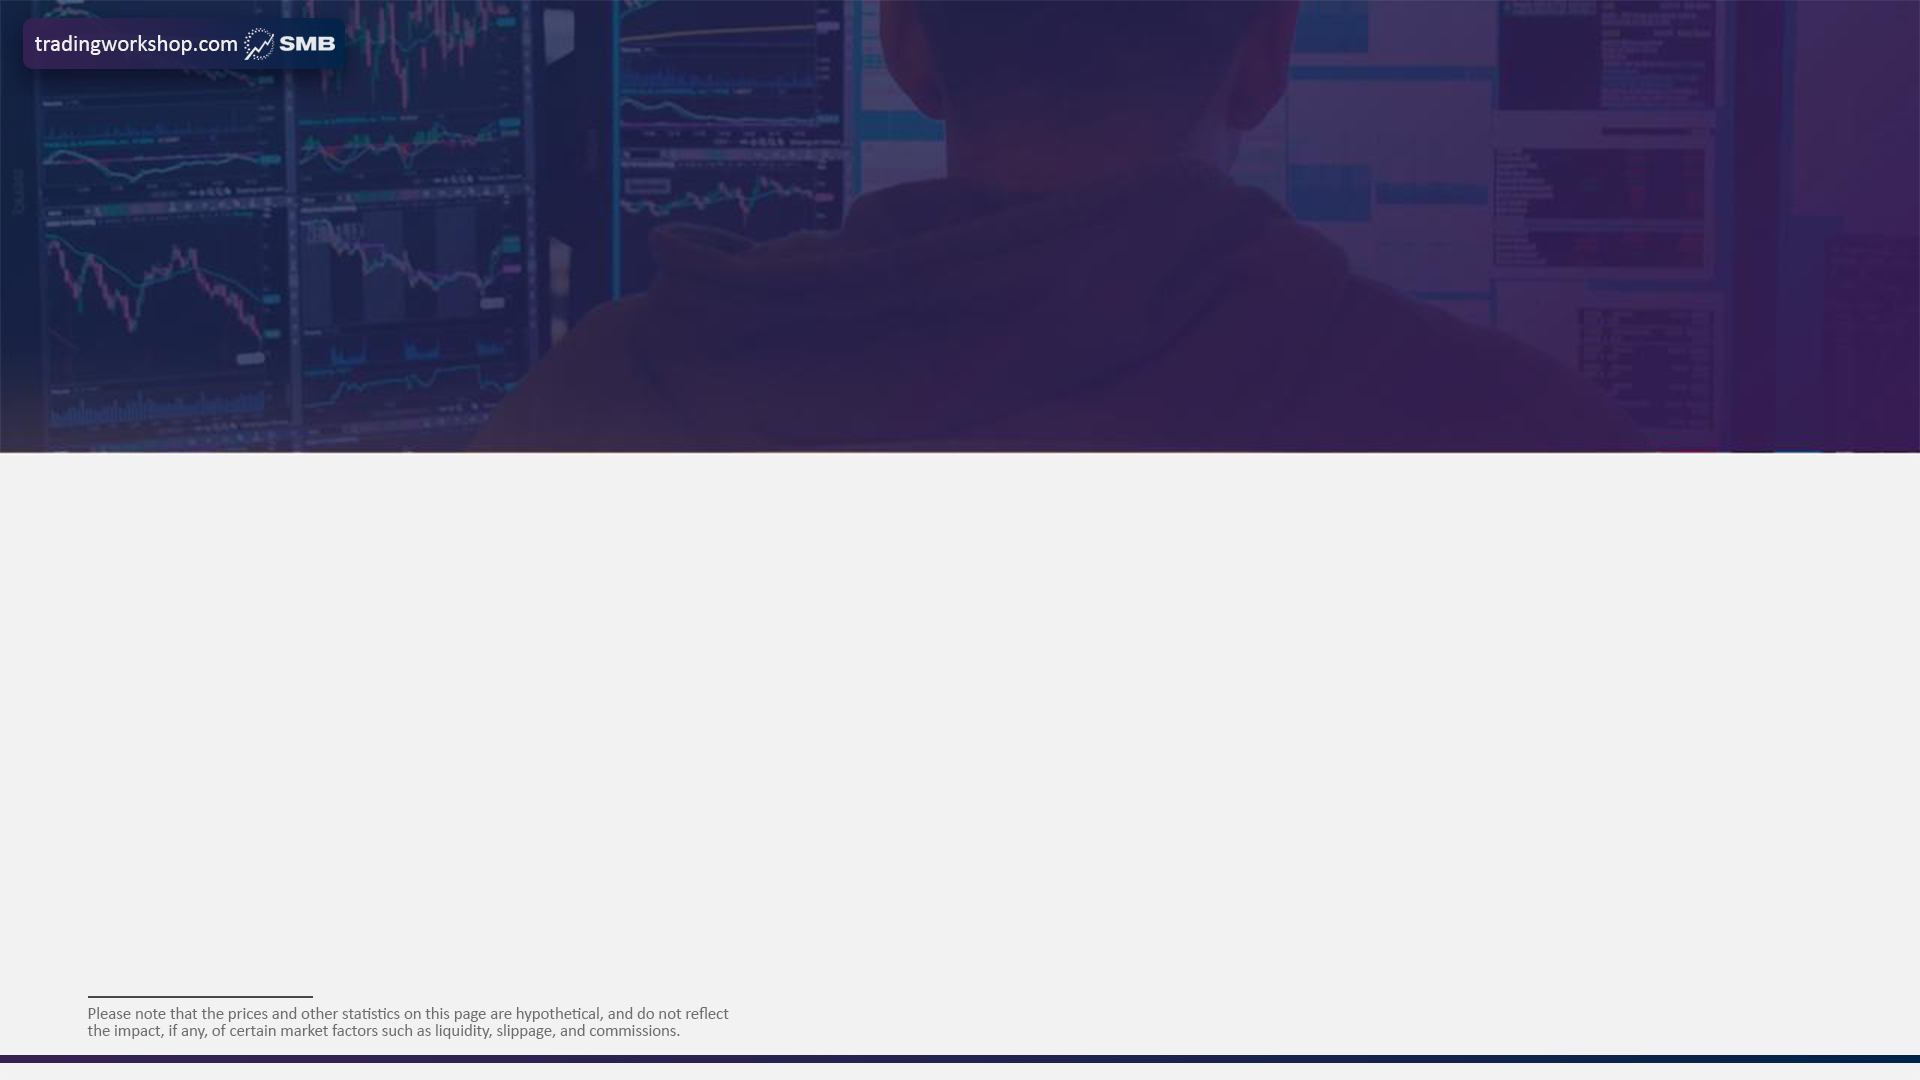 tradingworkshop.com SMB
Please note that the prices and other statistics on this page are hypothetical, and do not reflect
the impact, if any, of certain market factors such as liquidity, slippage, and commissions.